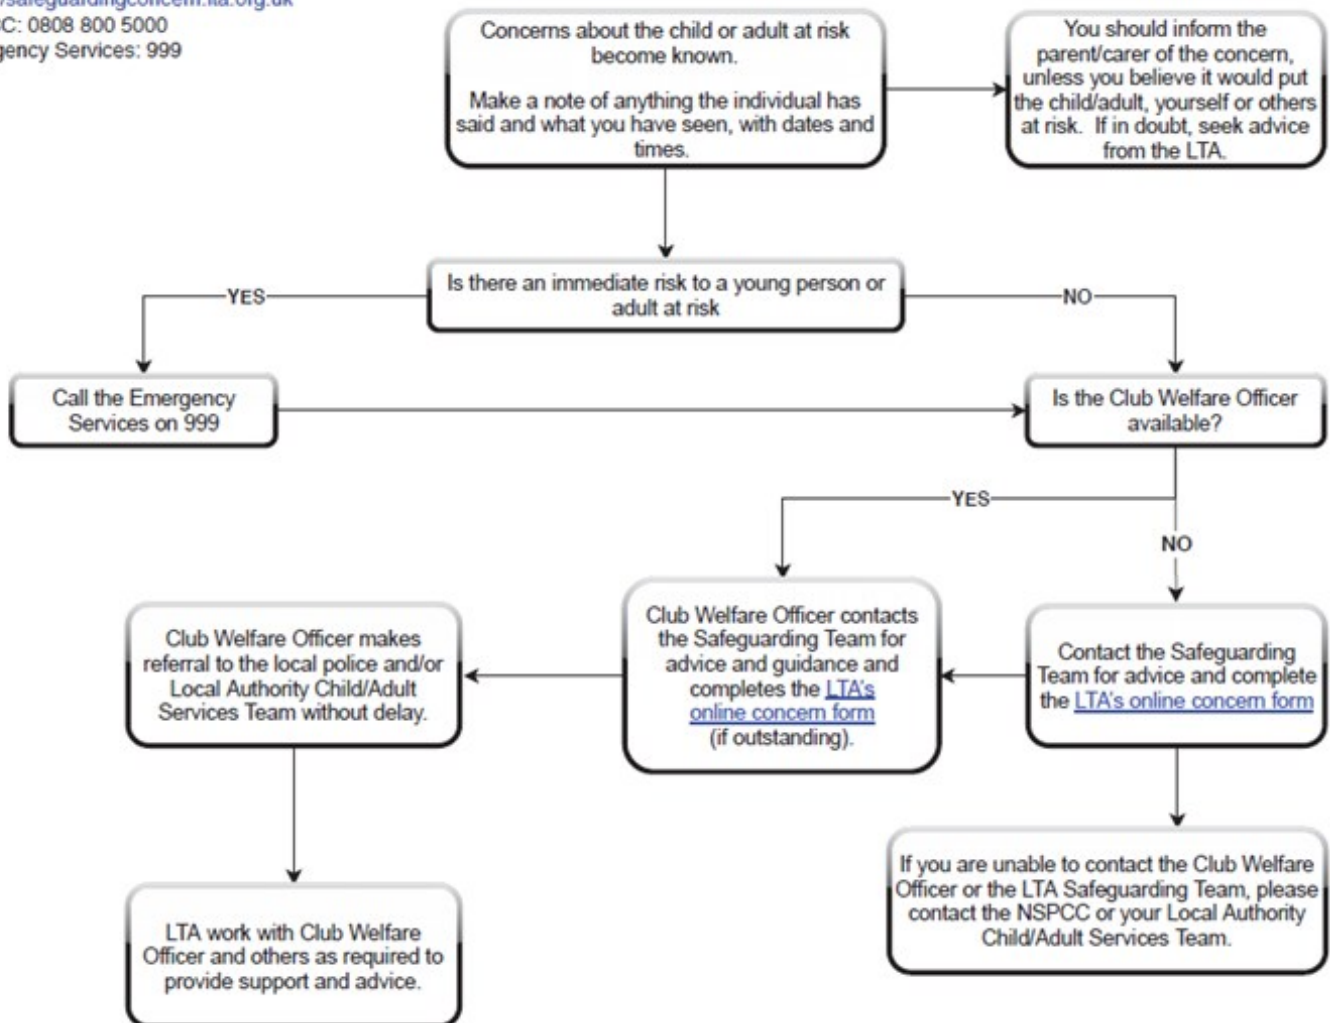 safeguardingconcern.lta.org.uk
0808 800 5000
Services: 999
Concerns about the child or adult at risk
become known.
Make a note of anything the individual has
said and what you have seen, with dates and
times.
You should inform the
parent/carer of the concern,
unless you believe it would put
the child/adult, yourself or others
at risk. If in doubt, seek advice
from the LTA.
Is there an immediate risk to a young person or
adult at risk
YES
NO
Call the Emergency
Services on 999
Is the Club Welfare Officer
available?
YES
NO
Club Welfare Officer makes
referral to the local police and/or
Local Authority Child/Adult
Services Team without delay.
Club Welfare Officer contacts
the Safeguarding Team for
advice and guidance and
completes the LTA's
online concern form
(if outstanding).
Contact the Safeguarding
Team for advice and complete
the LTA's online concern form
If you are unable to contact the Club Welfare
Officer or the LTA Safeguarding Team, please
contact the NSPCC or your Local Authority
Child/Adult Services Team.
LTA work with Club Welfare
Officer and others as required to
provide support and advice.